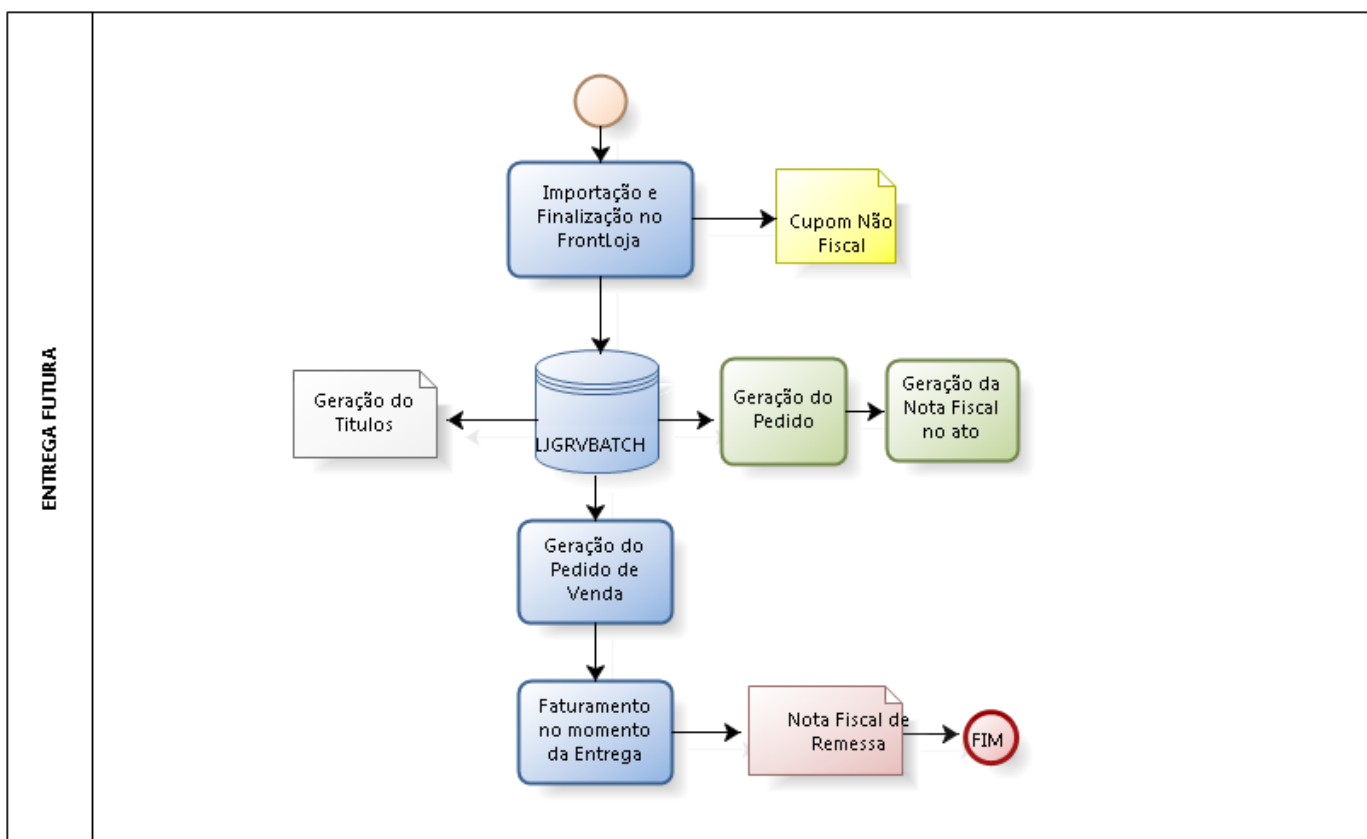 ENTREGA FUTURA
Importação e
Finalização no
FrontLoja
Cupom Não
Fiscal
Geração do
Titulos
LJGRVBATCH
Geração do
Pedido
Geração da
Nota Fiscal
no ato
Geração do
Pedido de
Venda
Faturamento
no momento
da Entrega
Nota Fiscal de
Remessa
FIM